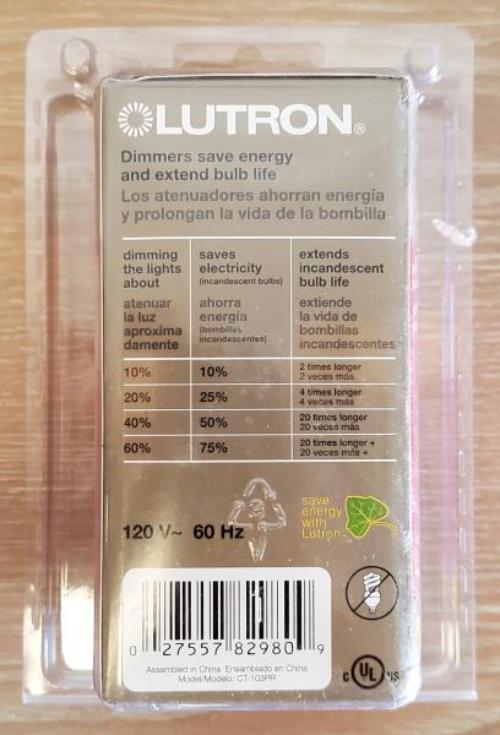 LUTRON®
Dimmers save energy
and extend bulb life
Los atenuadores ahorran energía
y prolongan la vida de la bombilla
dimming
the lights
about
saves
electricity
(incandescent bulbs)
extends
incandescent
bulb life
atenuar
la luz
aproxima
damente
ahorra
energía
(bombillas
incandescentes)
extiende
la vida de
bombillas
incandescentes
10% 10% 2 times longer
2 veces más
20% 25% 4 times longer
4 veces más
40% 50% 20 times longer
20 veces más
60% 75% 20 times longer +
20 veces más +
save
energy
with
Lutron
120 V~ 60 Hz
0 27557 82980 9
Assembled in China Ensamblado en China
Model/Modelo: CT-103PR
c UL us